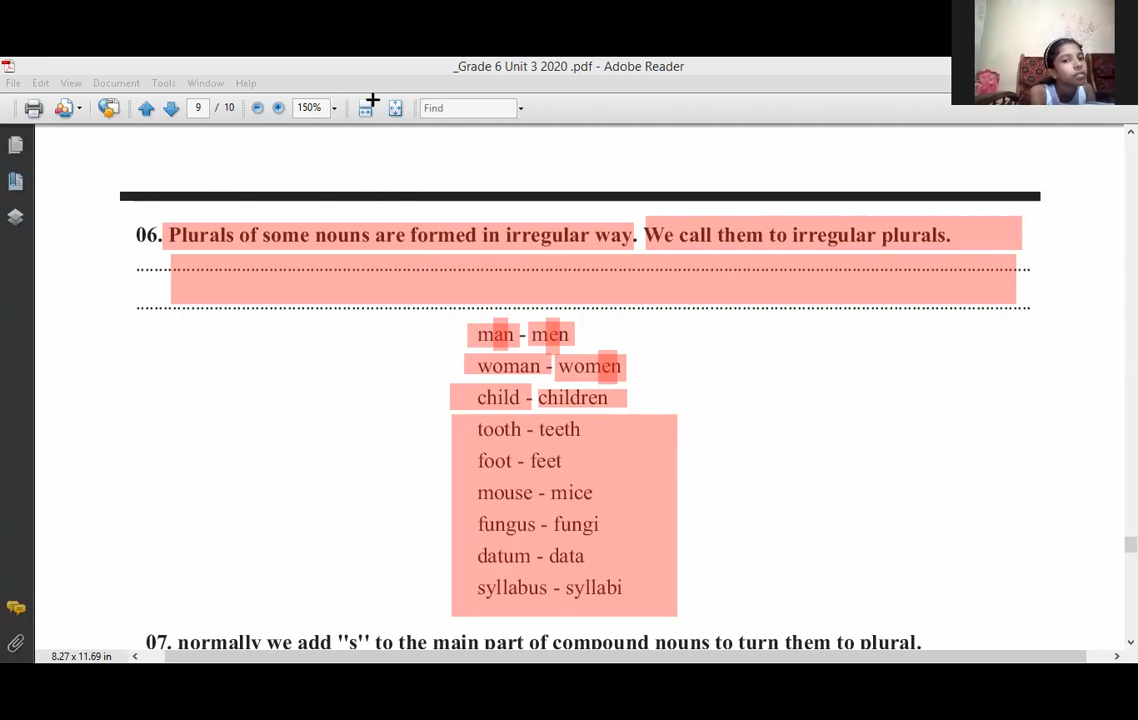 _Grade 6 Unit 3 2020 .pdf - Adobe Reader
File Edit View Document Tools Window Help
9 / 10 150% Find
06. Plurals of some nouns are formed in irregular way. We call them to irregular plurals.
man - men
woman - women
child - children
tooth - teeth
foot - feet
mouse - mice
fungus - fungi
datum - data
syllabus - syllabi
07. normally we add "s" to the main part of compound nouns to turn them to plural.
8.27 x 11.69 in